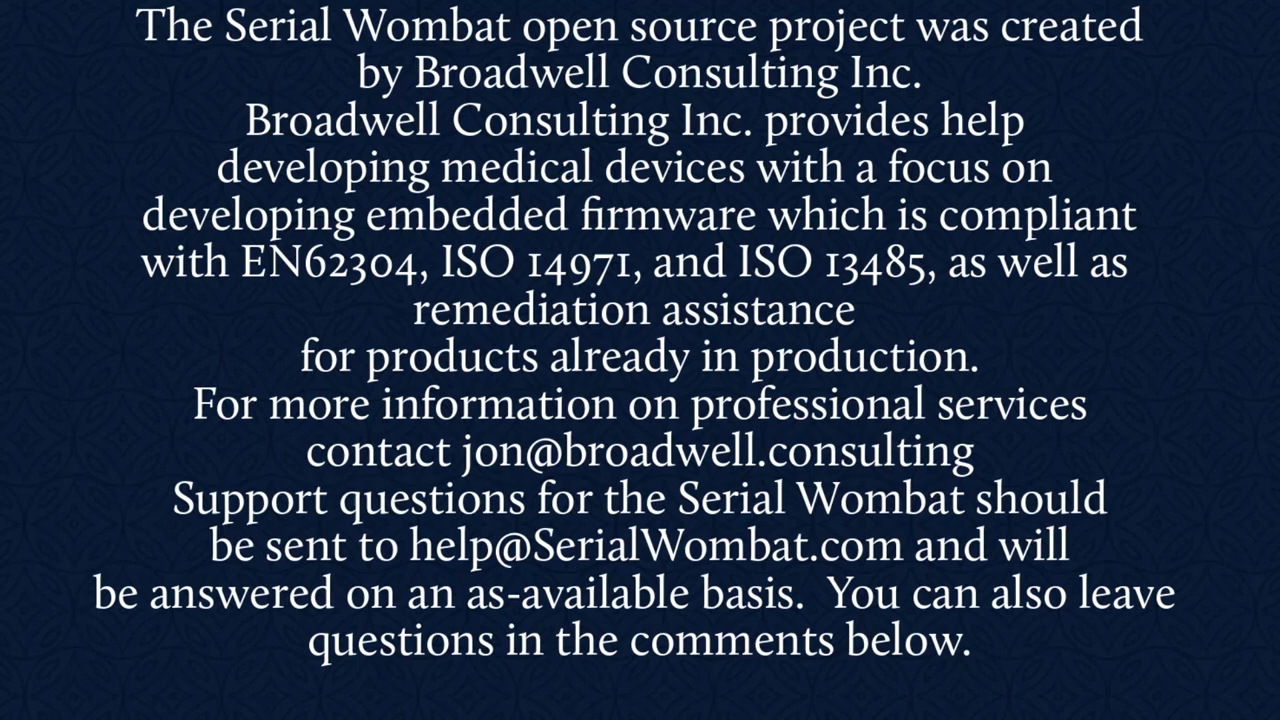 The Serial Wombat open source project was created
by Broadwell Consulting Inc.
Broadwell Consulting Inc. provides help
developing medical devices with a focus on
developing embedded firmware which is compliant
with EN62304, ISO 14971, and ISO 13485, as well as
remediation assistance
for products already in production.
For more information on professional services
contact jon@broadwell.consulting
Support questions for the Serial Wombat should
be sent to help@SerialWombat.com and will
be answered on an as-available basis.  You can also leave
questions in the comments below.